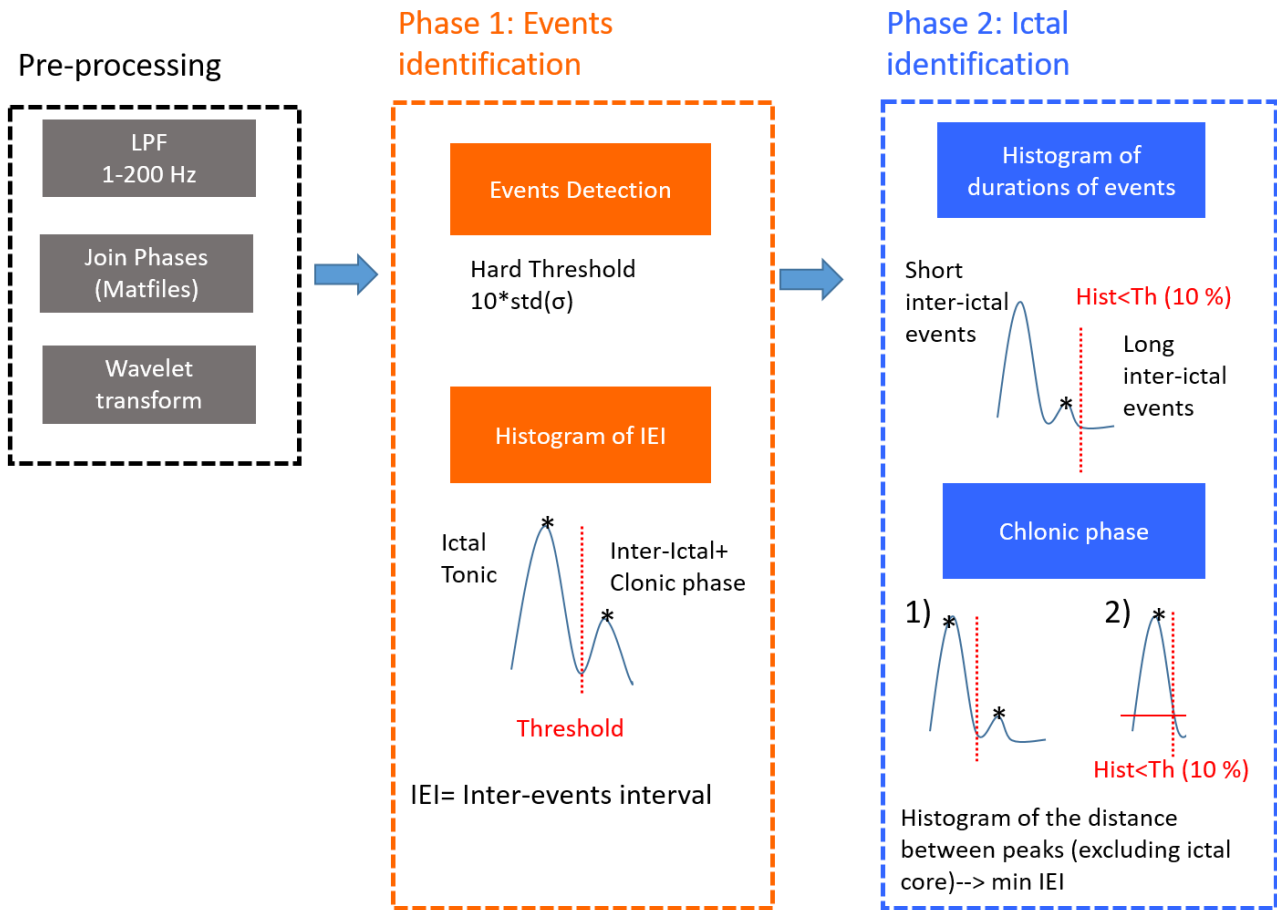 Pre-processing
LPF
1-200 Hz
Join Phases
(Matfiles)
Wavelet
transform
Phase 1: Events
identification
Events Detection
Hard Threshold
10*std(σ)
Histogram of IEI
Ictal
Tonic
*
Inter-Ictal+
Clonic phase
*
Threshold
IEI= Inter-events interval
Phase 2: Ictal
identification
Histogram of
durations of events
Short
inter-ictal
events
Hist<Th (10 %)
*
Long
inter-ictal
events
Chlonic phase
1)
*
*
2)
*
Hist<Th (10 %)
Histogram of the distance
between peaks (excluding ictal
core)--> min IEI